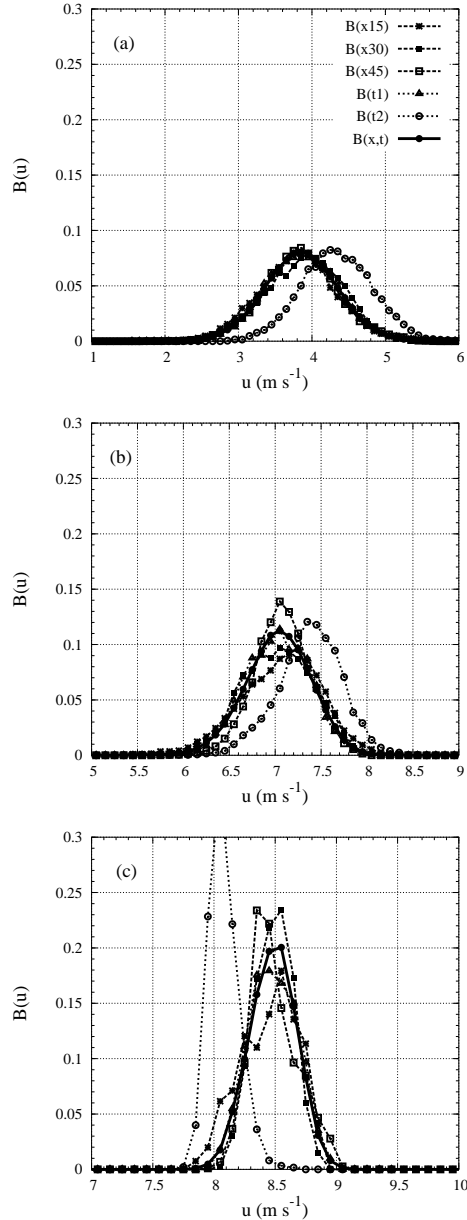 0.3
(a)
B(x15)
B(x30)
B(x45)
B(t1)
B(t2)
B(x,t)
0.25
0.2
0.15
0.1
0.05
0
B(u)
1 2 3 4 5 6
u (m s-1)
0.3
(b)
0.25
0.2
0.15
0.1
0.05
0
B(u)
5 5.5 6 6.5 7 7.5 8 8.5 9
u (m s-1)
0.3
(c)
0.25
0.2
0.15
0.1
0.05
0
B(u)
7 7.5 8 8.5 9 9.5 10
u (m s-1)